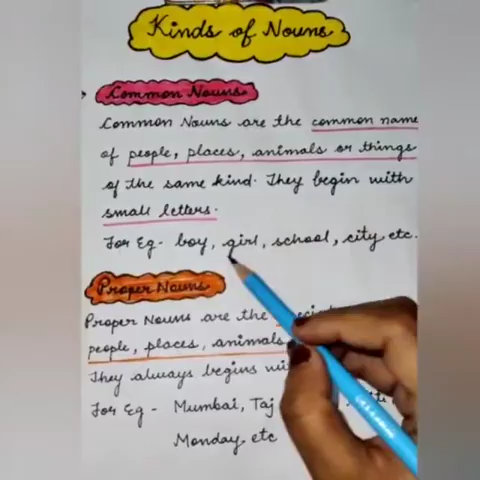 Kinds of Nouns
Common Nouns
Common Nouns are the common name
of people, places, animals or things
of the same kind. They begin with
small letters.
For Eg- boy, girl, school, city etc.
Proper Nouns
Proper Nouns are the
people, places, animals
They always begins
For Eg - Mumbai, Taj
Monday etc